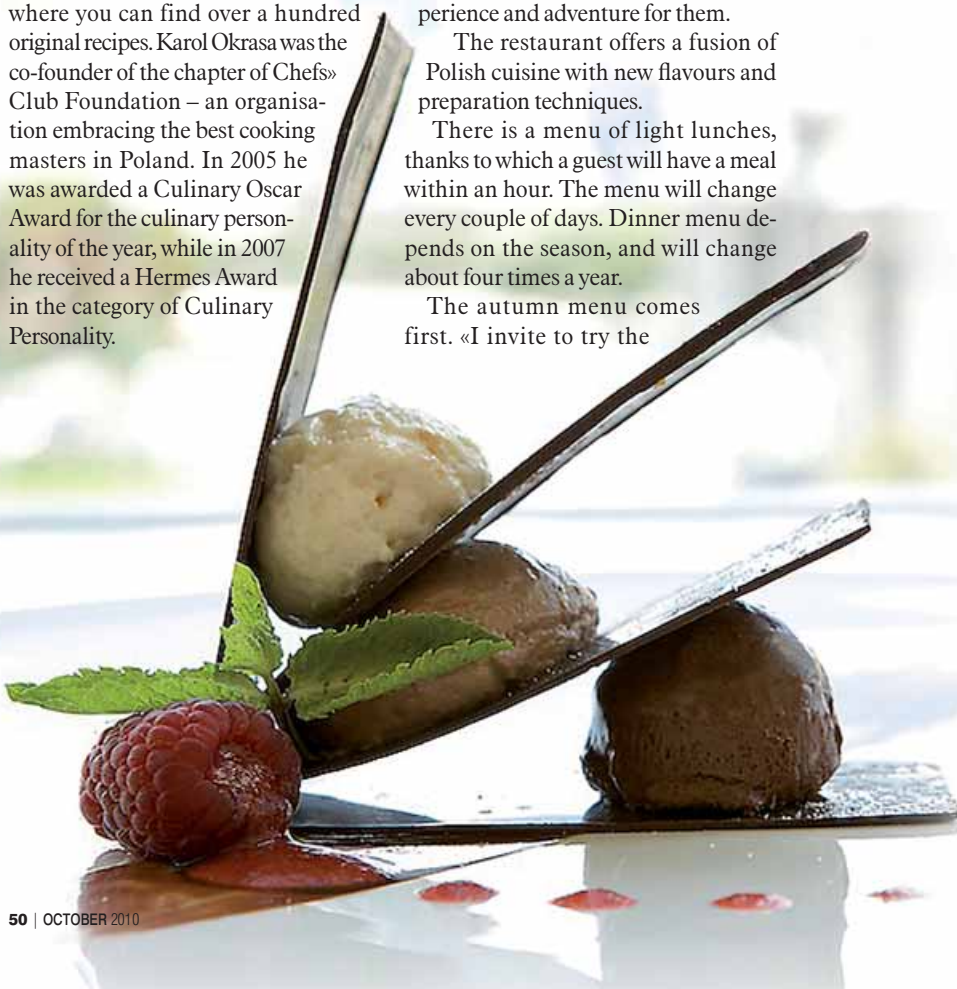 where you can find over a hundred
original recipes. Karol Okrasa was the
co-founder of the chapter of Chefs»
Club Foundation – an organisa-
tion embracing the best cooking
masters in Poland. In 2005 he
was awarded a Culinary Oscar
Award for the culinary person-
ality of the year, while in 2007
he received a Hermes Award
in the category of Culinary
Personality.
perience and adventure for them.
The restaurant offers a fusion of
Polish cuisine with new flavours and
preparation techniques.
There is a menu of light lunches,
thanks to which a guest will have a meal
within an hour. The menu will change
every couple of days. Dinner menu de-
pends on the season, and will change
about four times a year.
The autumn menu comes
first. «I invite to try the
50 | OCTOBER 2010